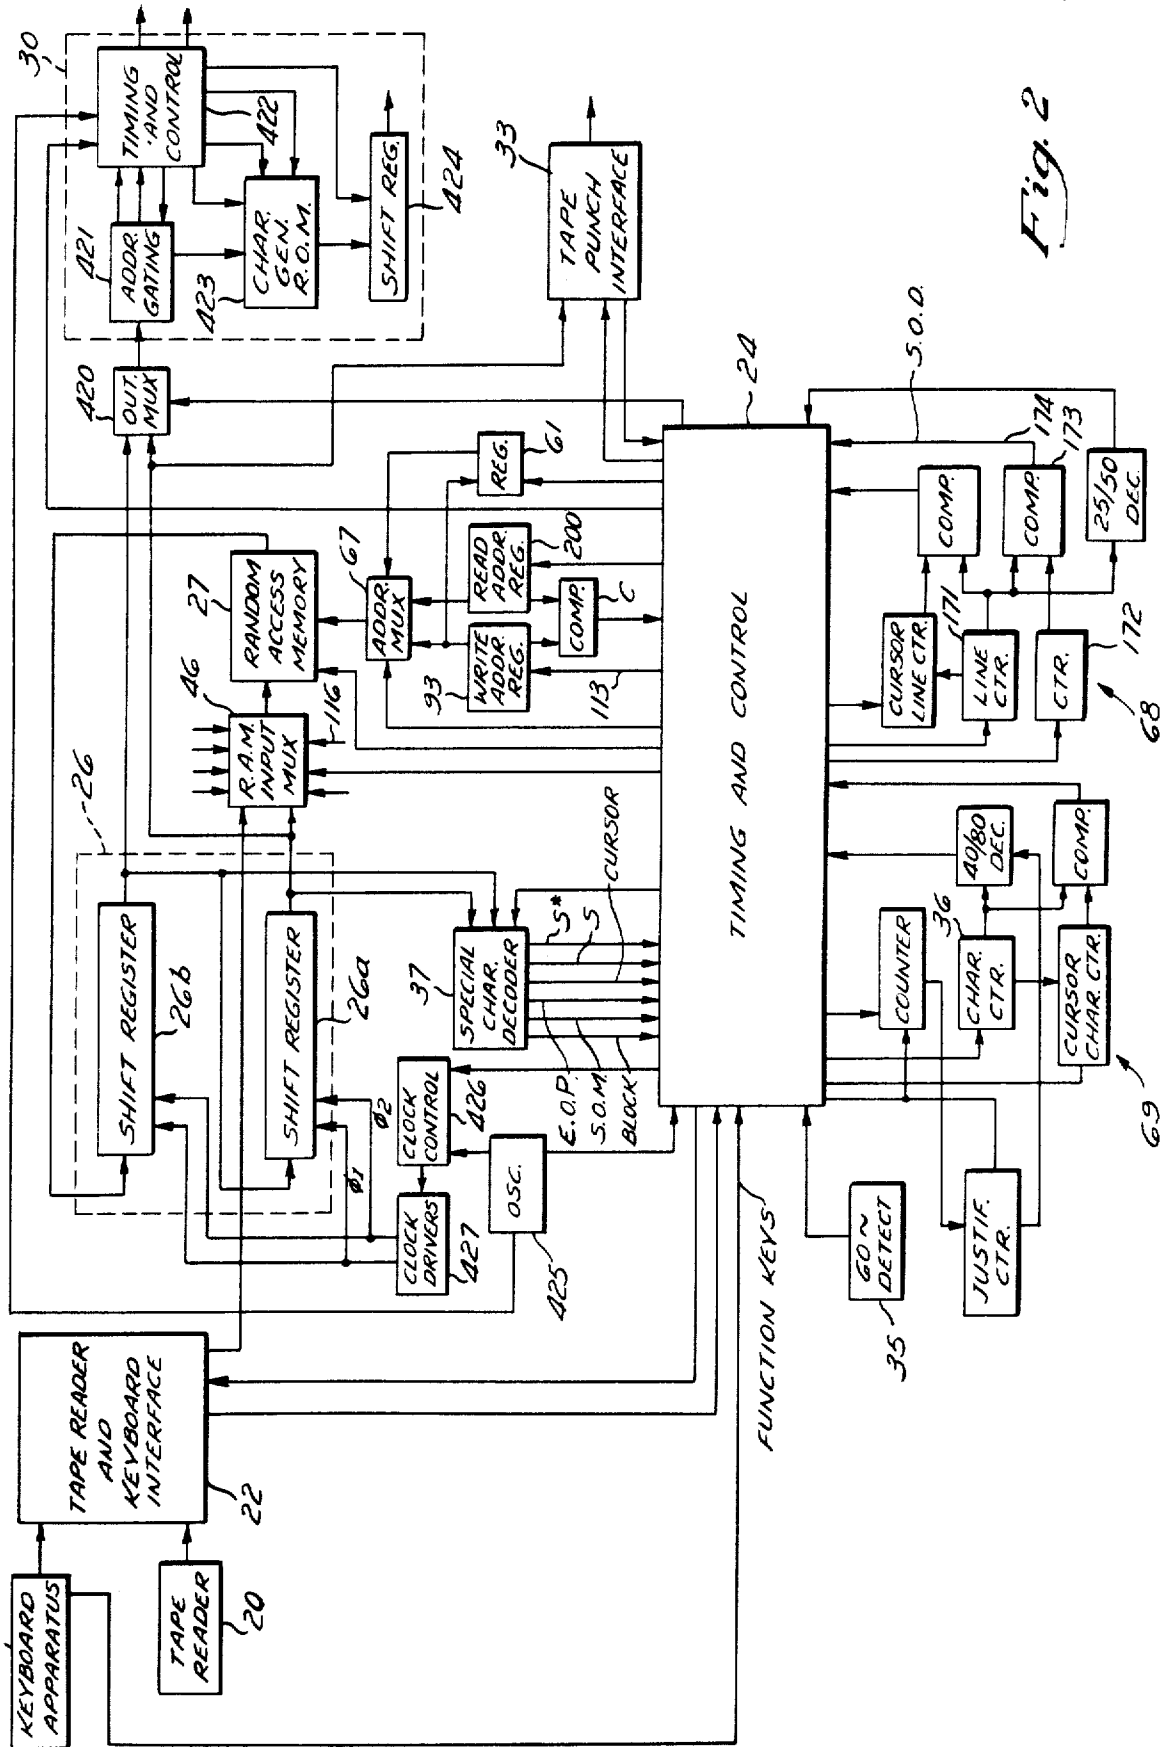 KEYBOARD
APPARATUS
TAPE
READER
20
TAPE READER
AND
KEYBOARD
INTERFACE
22
26
SHIFT REGISTER
26b
SHIFT REGISTER
26a
φ1
φ2
CLOCK
DRIVERS
427
CLOCK
CONTROL
426
OSC.
425
37
SPECIAL
CHAR.
DECODER
S*
S
CURSOR
E.O.P.
S.O.M.
BLOCK
46
R.A.M.
INPUT
MUX
116
27
RANDOM
ACCESS
MEMORY
67
ADDR.
MUX
93
WRITE
ADDR.
REG.
READ
ADDR.
REG.
200
COMP.
C
113
REG.
61
420
OUT.
MUX
30
421
ADDR.
GATING
TIMING
AND
CONTROL
422
423
CHAR.
GEN.
R.O.M.
SHIFT REG.
424
TAPE
PUNCH
INTERFACE
33
FUNCTION KEYS
TIMING AND CONTROL
24
60~
DETECT
35
JUSTIF.
CTR.
COUNTER
36
CHAR.
CTR.
40/80
DEC.
CURSOR
CHAR. CTR.
COMP.
69
CURSOR
LINE CTR.
171
LINE
CTR.
CTR.
172
68
COMP.
COMP.
173
174
S.O.D.
25/50
DEC.
Fig. 2